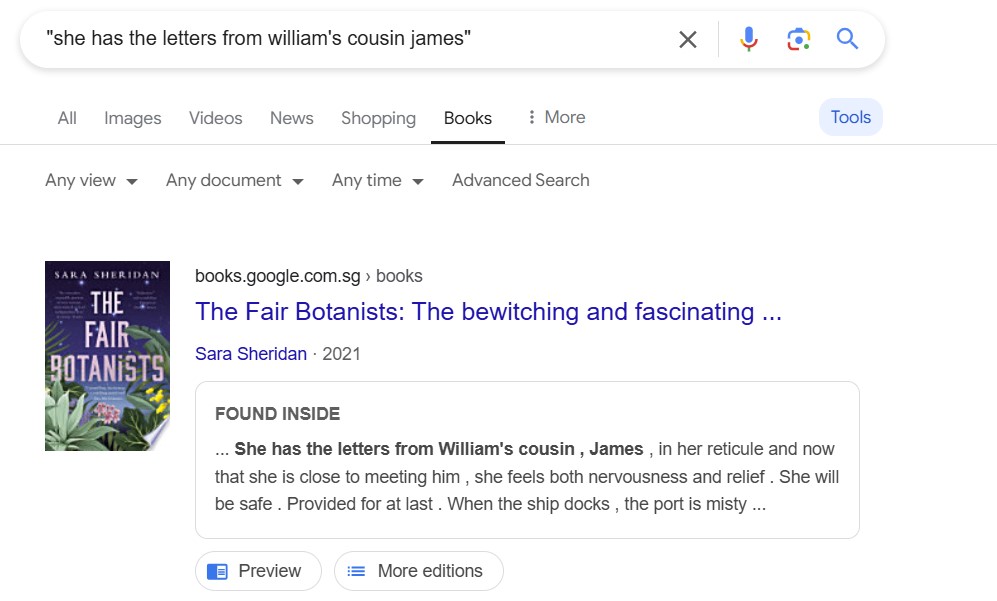 "she has the letters from william's cousin james"
All Images Videos News Shopping Books More Tools
Any view Any document Any time Advanced Search
SARA SHERIDAN
THE
FAIR
BOTANISTS
books.google.com.sg › books
The Fair Botanists: The bewitching and fascinating ...
Sara Sheridan · 2021
FOUND INSIDE
... She has the letters from William's cousin , James , in her reticule and now
that she is close to meeting him , she feels both nervousness and relief . She will
be safe . Provided for at last . When the ship docks , the port is misty ...
Preview More editions